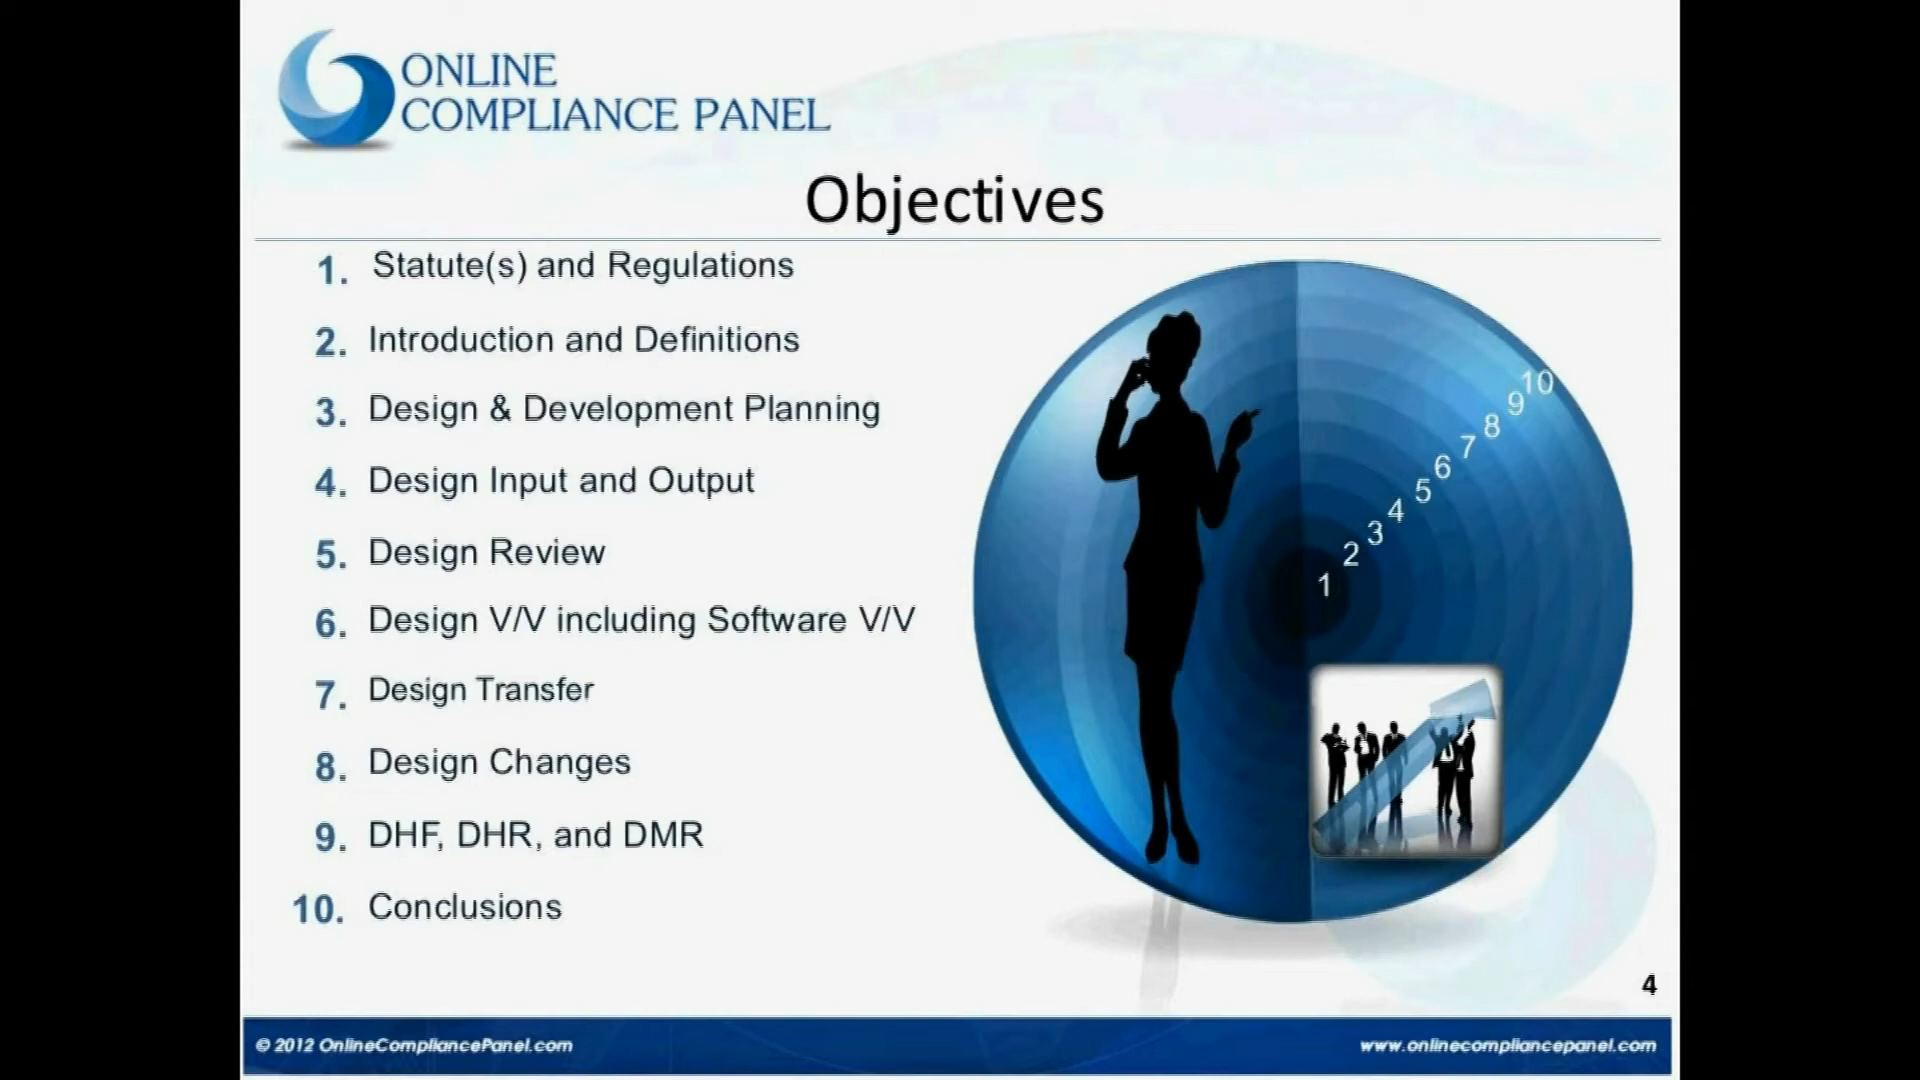 ONLINE
COMPLIANCE PANEL
Objectives
1. Statute(s) and Regulations
2. Introduction and Definitions
3. Design & Development Planning
4. Design Input and Output
5. Design Review
6. Design V/V including Software V/V
7. Design Transfer
8. Design Changes
9. DHF, DHR, and DMR
10. Conclusions
10
9
8
7
6
5
4
3
2
1
4
© 2012 OnlineCompliancePanel.com
www.onlinecompliancepanel.com